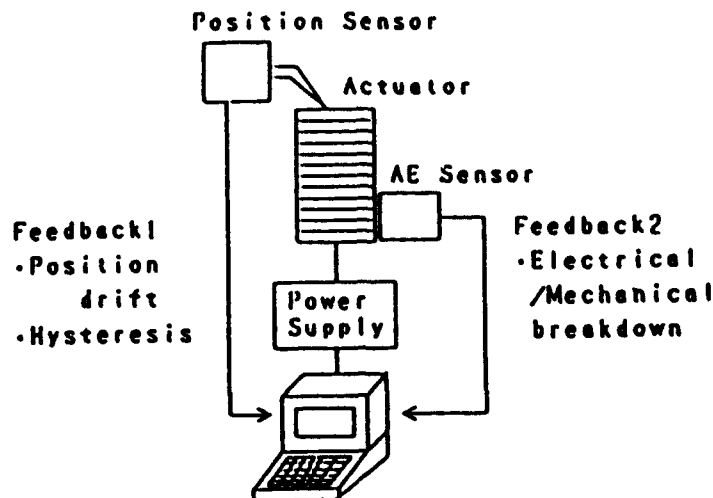 Position Sensor
Actuator
AE Sensor
Feedback1
・Position
drift
・Hysteresis
Feedback2
・Electrical
/Mechanical
breakdown
Power
Supply